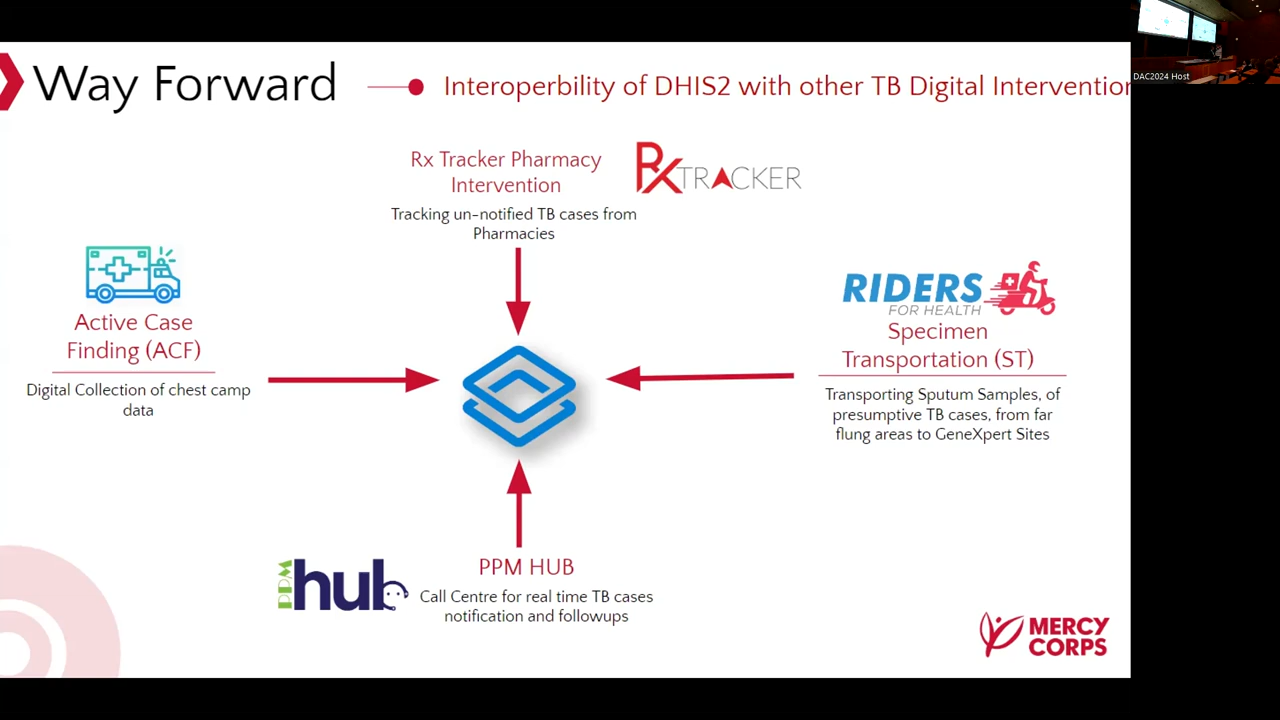 Way Forward
Interoperbility of DHIS2 with other TB Digital Intervention
DAC2024 Host
Rx Tracker Pharmacy
Intervention
Tracking un-notified TB cases from
Pharmacies
Rx TRACKER
Active Case
Finding (ACF)
Digital Collection of chest camp
data
RIDERS
FOR HEALTH
Specimen
Transportation (ST)
Transporting Sputum Samples, of
presumptive TB cases, from far
flung areas to GeneXpert Sites
PPM hub
PPM HUB
Call Centre for real time TB cases
notification and followups
MERCY
CORPS